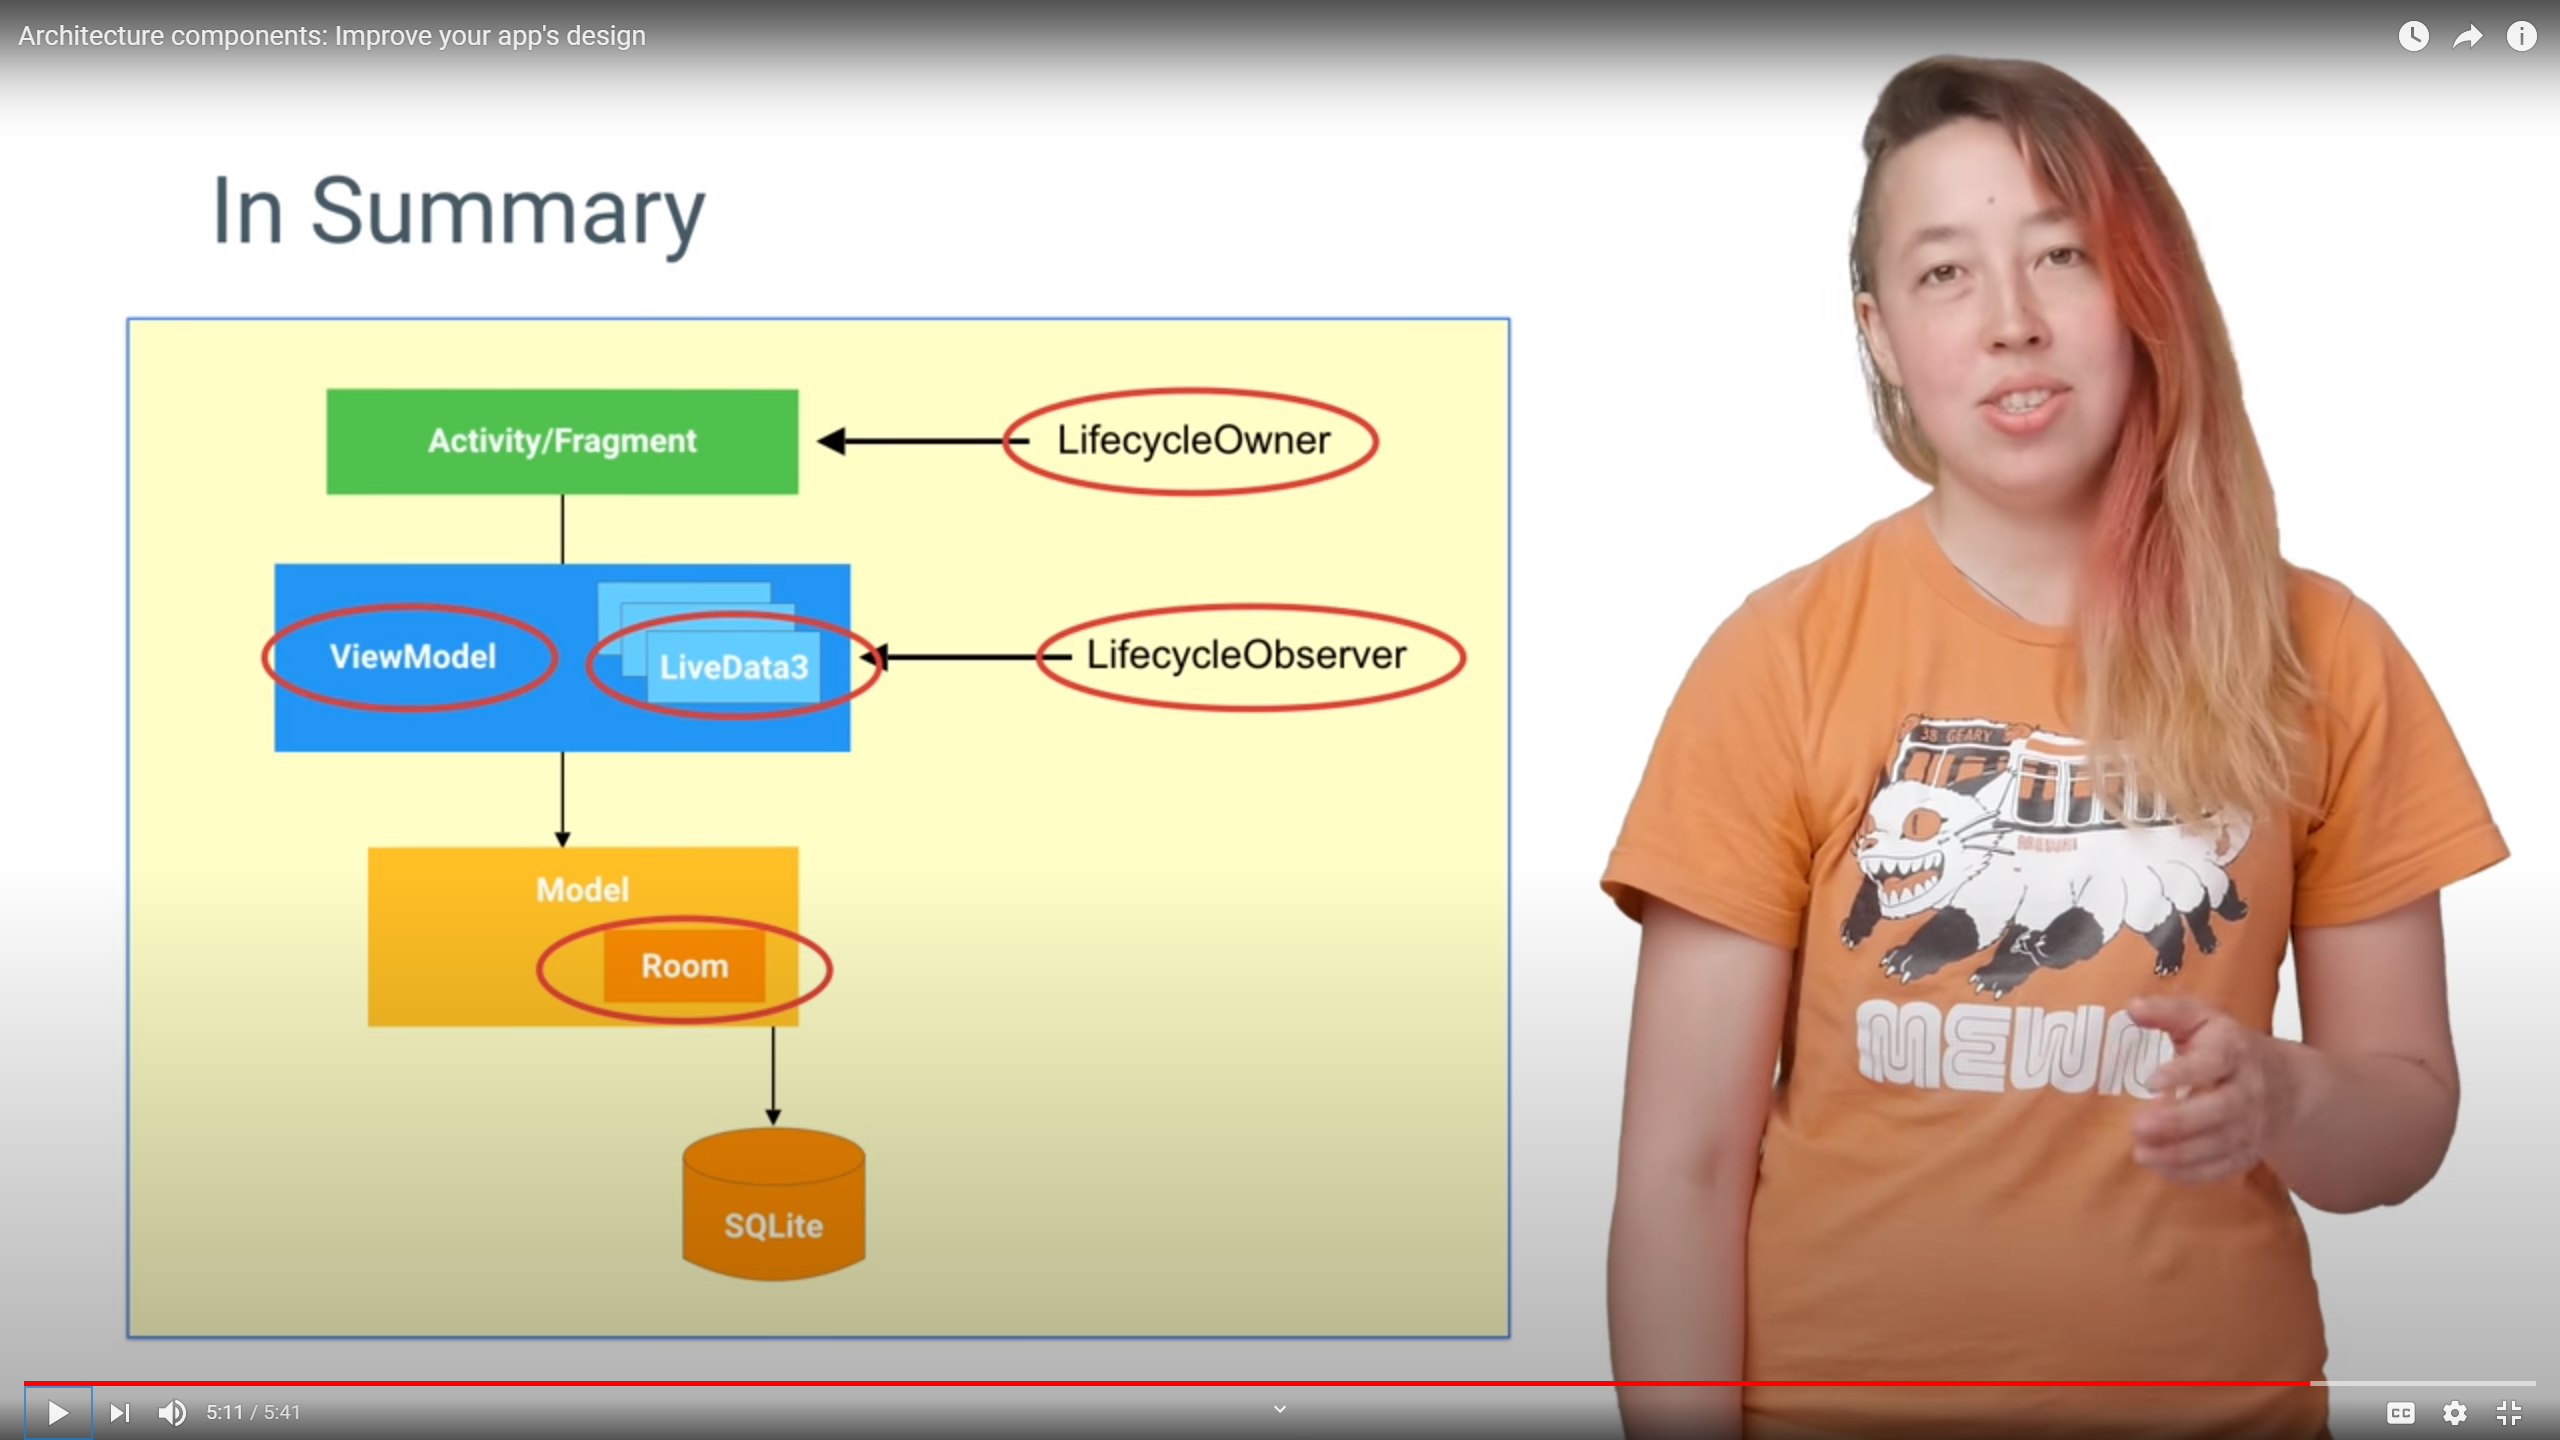 Architecture components: Improve your app's design
In Summary
Activity/Fragment
LifecycleOwner
ViewModel
LiveData3
LifecycleObserver
Model
Room
SQLite
38 GEARY
5:11 / 5:41
CC